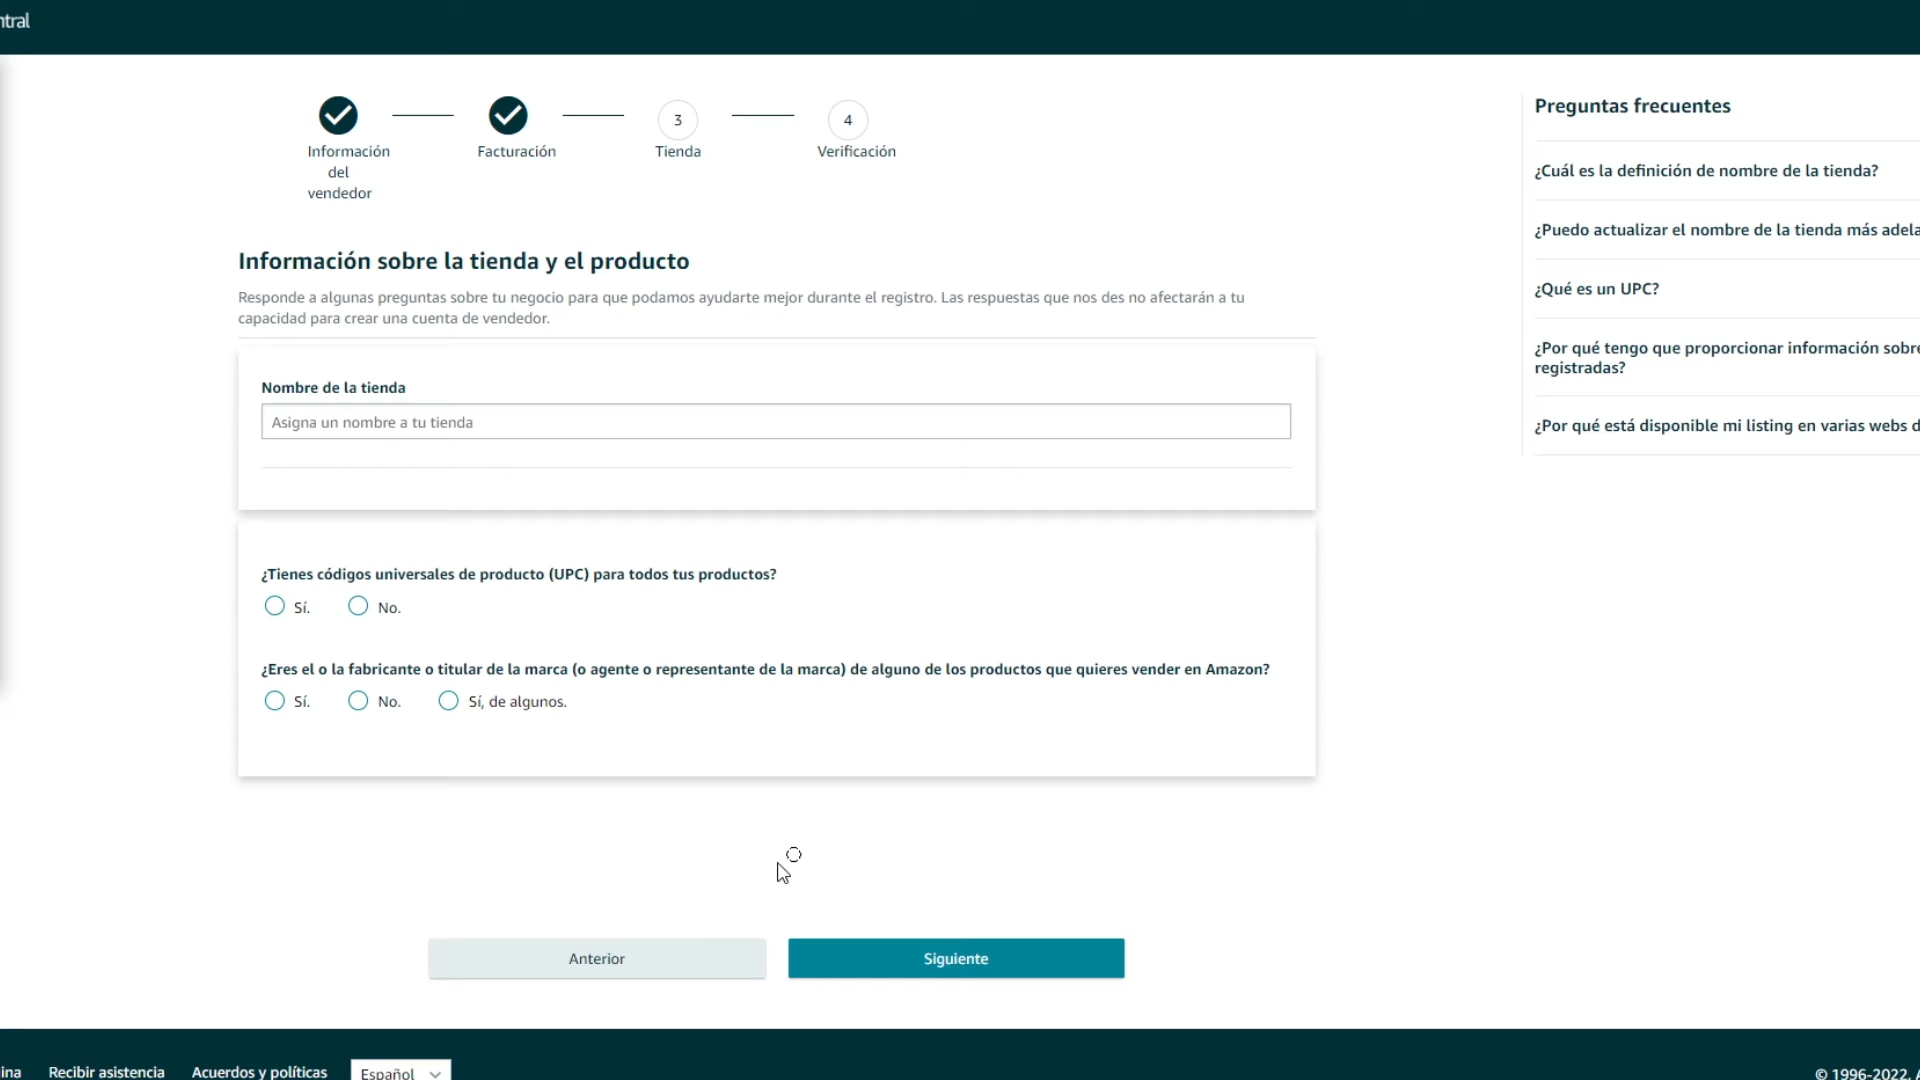 ntral
3
4
Información
del
vendedor
Facturación
Tienda
Verificación
Información sobre la tienda y el producto
Responde a algunas preguntas sobre tu negocio para que podamos ayudarte mejor durante el registro. Las respuestas que nos des no afectarán a tu
capacidad para crear una cuenta de vendedor.
Nombre de la tienda
Asigna un nombre a tu tienda
¿Tienes códigos universales de producto (UPC) para todos tus productos?
Sí. No.
¿Eres el o la fabricante o titular de la marca (o agente o representante de la marca) de alguno de los productos que quieres vender en Amazon?
Sí. No. Sí, de algunos.
Anterior Siguiente
Preguntas frecuentes
¿Cuál es la definición de nombre de la tienda?
¿Puedo actualizar el nombre de la tienda más adela
¿Qué es un UPC?
¿Por qué tengo que proporcionar información sobre
registradas?
¿Por qué está disponible mi listing en varias webs d
ina Recibir asistencia Acuerdos y políticas Español © 1996-2022, A